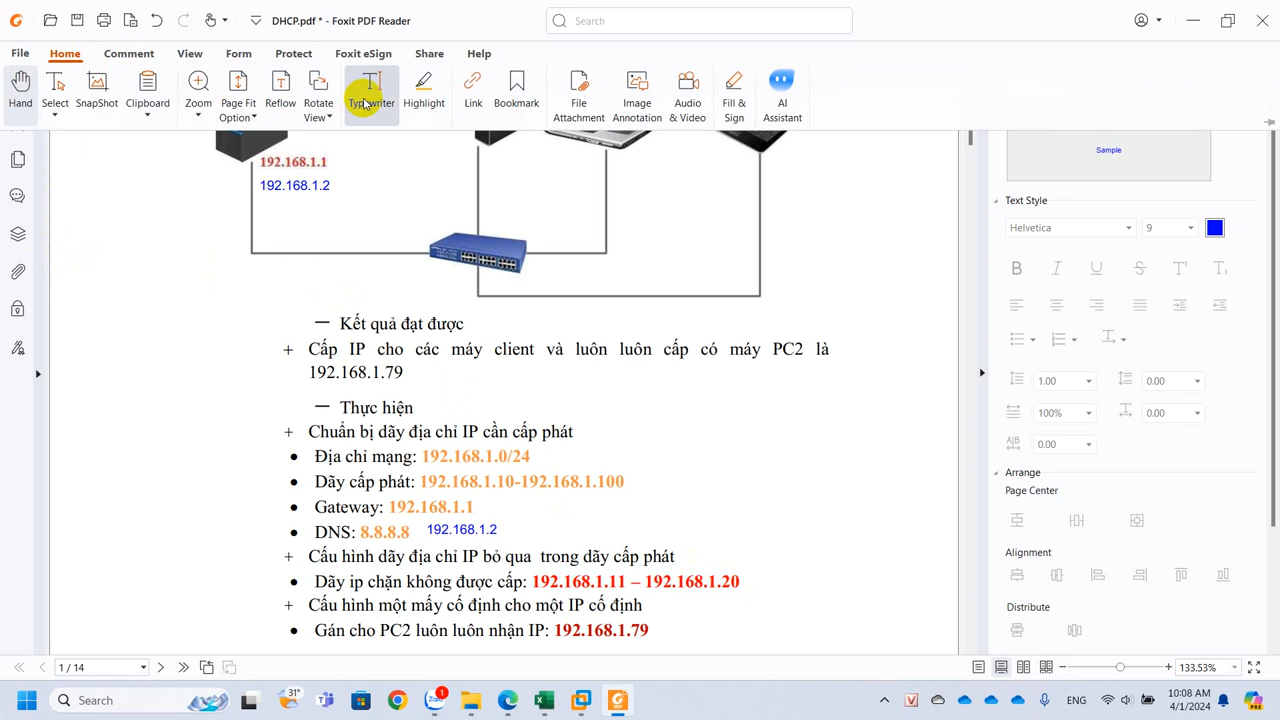 DHCP.pdf * - Foxit PDF Reader
Search
File Home Comment View Form Protect Foxit eSign Share Help
Hand Select SnapShot Clipboard Zoom Page Fit Option Reflow Rotate View Typewriter Highlight Link Bookmark File Attachment Image Annotation Audio & Video Fill & Sign AI Assistant
192.168.1.1
192.168.1.2
— Kết quả đạt được
+ Cấp IP cho các máy client và luôn luôn cấp có máy PC2 là
192.168.1.79
— Thực hiện
+ Chuẩn bị dãy địa chỉ IP cần cấp phát
• Địa chỉ mạng: 192.168.1.0/24
• Dãy cấp phát: 192.168.1.10-192.168.1.100
• Gateway: 192.168.1.1
• DNS: 8.8.8.8 192.168.1.2
+ Cấu hình dãy địa chỉ IP bỏ qua trong dãy cấp phát
• Dãy ip chặn không được cấp: 192.168.1.11 – 192.168.1.20
+ Cấu hình một mấy cố định cho một IP cố định
• Gán cho PC2 luôn luôn nhận IP: 192.168.1.79
Sample
Text Style
Helvetica 9
1.00 0.00
100% 0.00
0.00
Arrange
Page Center
Alignment
Distribute
1 / 14
133.53%
Search
31°
1
ENG
10:08 AM
4/1/2024